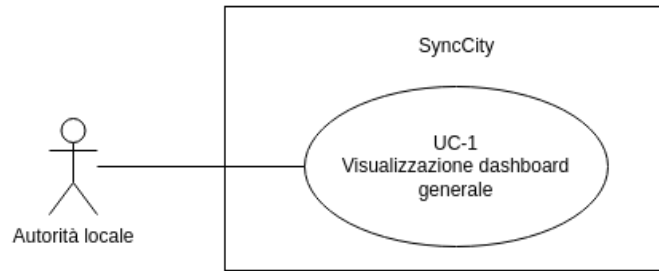 SyncCity
UC-1
Visualizzazione dashboard
generale
Autorità locale